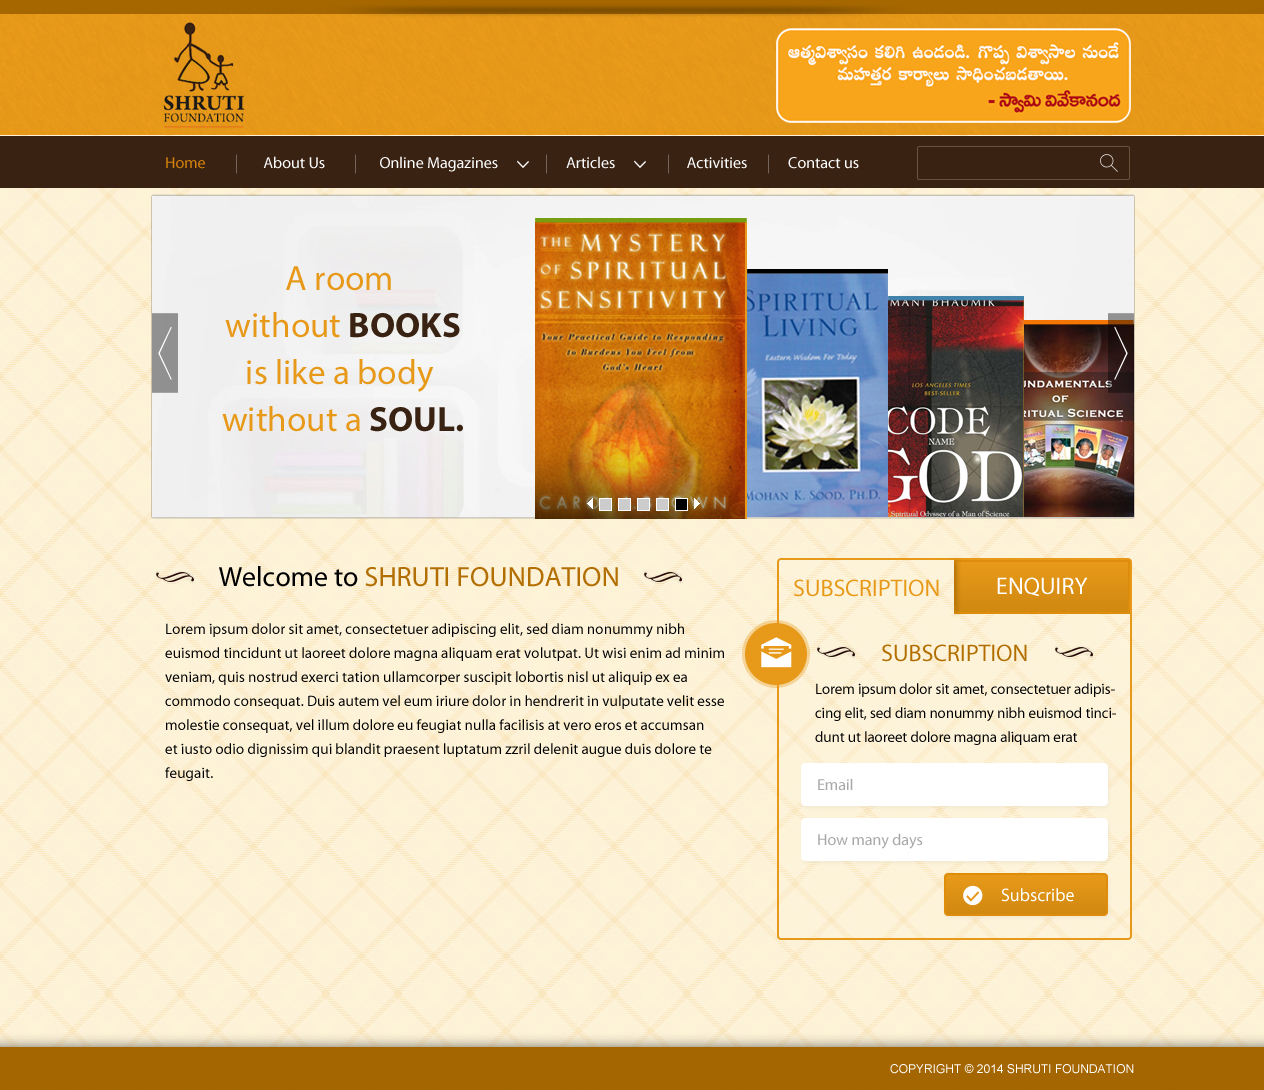 SHRUTI
FOUNDATION
ఆత్మవిశ్వాసం కలిగి ఉండండి. గొప్ప విశ్వాసాల నుండే
మహత్తర కార్యాలు సాధించబడతాయి.
- స్వామి వివేకానంద
Home
About Us
Online Magazines
Articles
Activities
Contact us
A room
without BOOKS
is like a body
without a SOUL.
THE MYSTERY
OF SPIRITUAL
SENSITIVITY
Your Practical Guide to Responding
to Burdens You Feel from
God's Heart
SPIRITUAL
LIVING
Eastern Wisdom For Today
MOHAN K. SOOD, PH.D.
MANI BHAUMIK
LOS ANGELES TIMES
BEST-SELLER
CODE
NAME
GOD
Spiritual Odyssey of a Man of Science
UNDAMENTALS
OF
RITUAL SCIENCE
Welcome to SHRUTI FOUNDATION
Lorem ipsum dolor sit amet, consectetuer adipiscing elit, sed diam nonummy nibh
euismod tincidunt ut laoreet dolore magna aliquam erat volutpat. Ut wisi enim ad minim
veniam, quis nostrud exerci tation ullamcorper suscipit lobortis nisl ut aliquip ex ea
commodo consequat. Duis autem vel eum iriure dolor in hendrerit in vulputate velit esse
molestie consequat, vel illum dolore eu feugiat nulla facilisis at vero eros et accumsan
et iusto odio dignissim qui blandit praesent luptatum zzril delenit augue duis dolore te
feugait.
SUBSCRIPTION
ENQUIRY
SUBSCRIPTION
Lorem ipsum dolor sit amet, consectetuer adipis-
cing elit, sed diam nonummy nibh euismod tinci-
dunt ut laoreet dolore magna aliquam erat
Email
How many days
Subscribe
COPYRIGHT © 2014 SHRUTI FOUNDATION